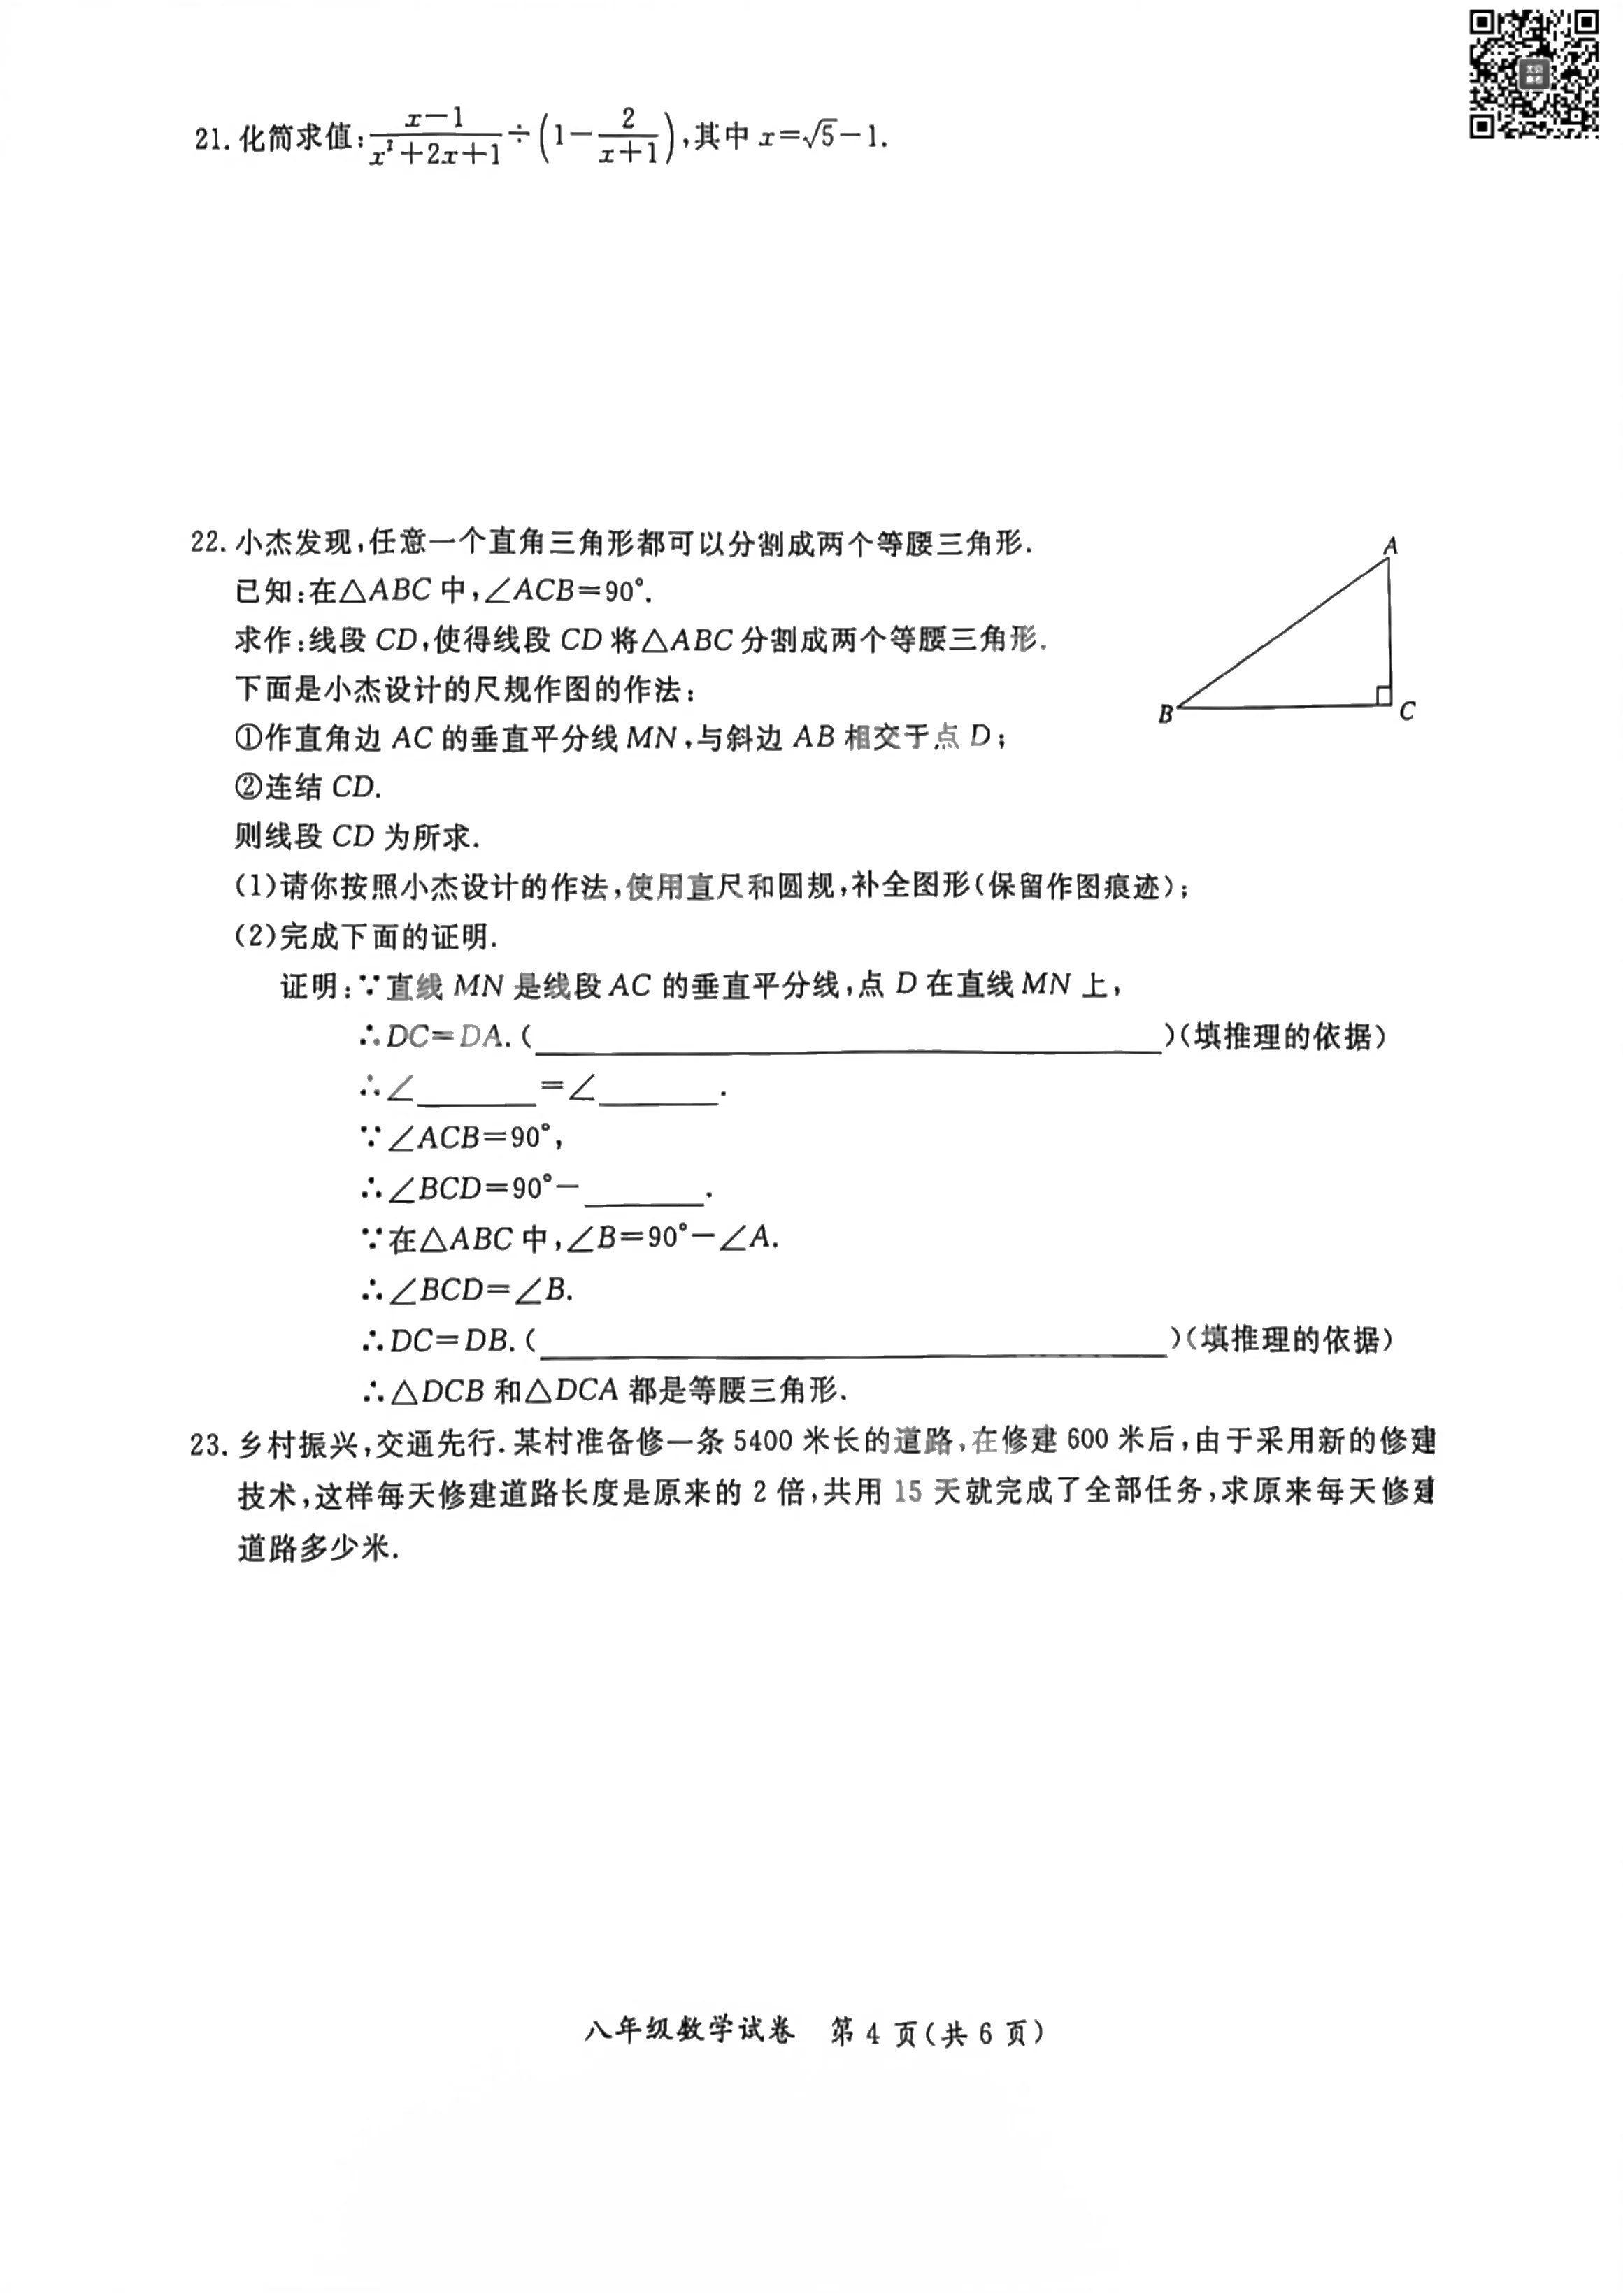 21. 化简求值:(x-1)/(x²+2x+1)÷(1-2/(x+1)),其中 x=√5-1.
22. 小杰发现,任意一个直角三角形都可以分割成两个等腰三角形.
已知:在△ABC 中,∠ACB=90°.
求作:线段 CD,使得线段 CD 将△ABC 分割成两个等腰三角形.
下面是小杰设计的尺规作图的作法:
①作直角边 AC 的垂直平分线 MN,与斜边 AB 相交于点 D;
②连结 CD.
则线段 CD 为所求.
A
B
C
(1)请你按照小杰设计的作法,使用直尺和圆规,补全图形(保留作图痕迹);
(2)完成下面的证明.
证明:∵直线 MN 是线段 AC 的垂直平分线,点 D 在直线 MN 上,
∴DC=DA.(______)(填推理的依据)
∴∠______=∠______.
∵∠ACB=90°,
∴∠BCD=90°-______.
∵在△ABC 中,∠B=90°-∠A.
∴∠BCD=∠B.
∴DC=DB.(______)(填推理的依据)
∴△DCB 和△DCA 都是等腰三角形.
23. 乡村振兴,交通先行.某村准备修一条 5400 米长的道路,在修建 600 米后,由于采用新的修建
技术,这样每天修建道路长度是原来的 2 倍,共用 15 天就完成了全部任务,求原来每天修建
道路多少米.
八年级数学试卷 第 4 页(共 6 页)